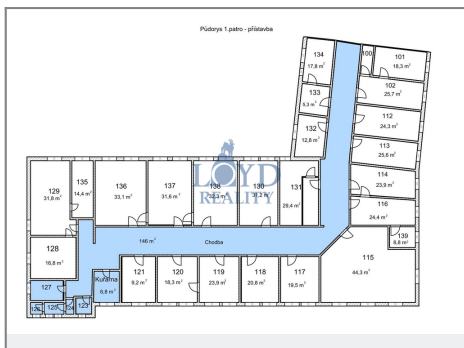 Půdorys 1.patro - přístavba
134
17,8 m²
100
101
18,3 m²
133
5,3 m²
102
25,7 m²
132
12,8 m²
112
24,3 m²
113
25,6 m²
114
23,9 m²
116
24,4 m²
129
31,8 m²
135
14,4 m²
136
33,1 m²
137
31,6 m²
138
130
131
29,4 m²
LOYD
REALITY
139
8,8 m²
128
16,8 m²
146 m²
Chodba
115
44,3 m²
127
Kuřárna
6,8 m²
121
9,2 m²
120
18,3 m²
119
23,9 m²
118
20,8 m²
117
19,5 m²
126
125
124
123